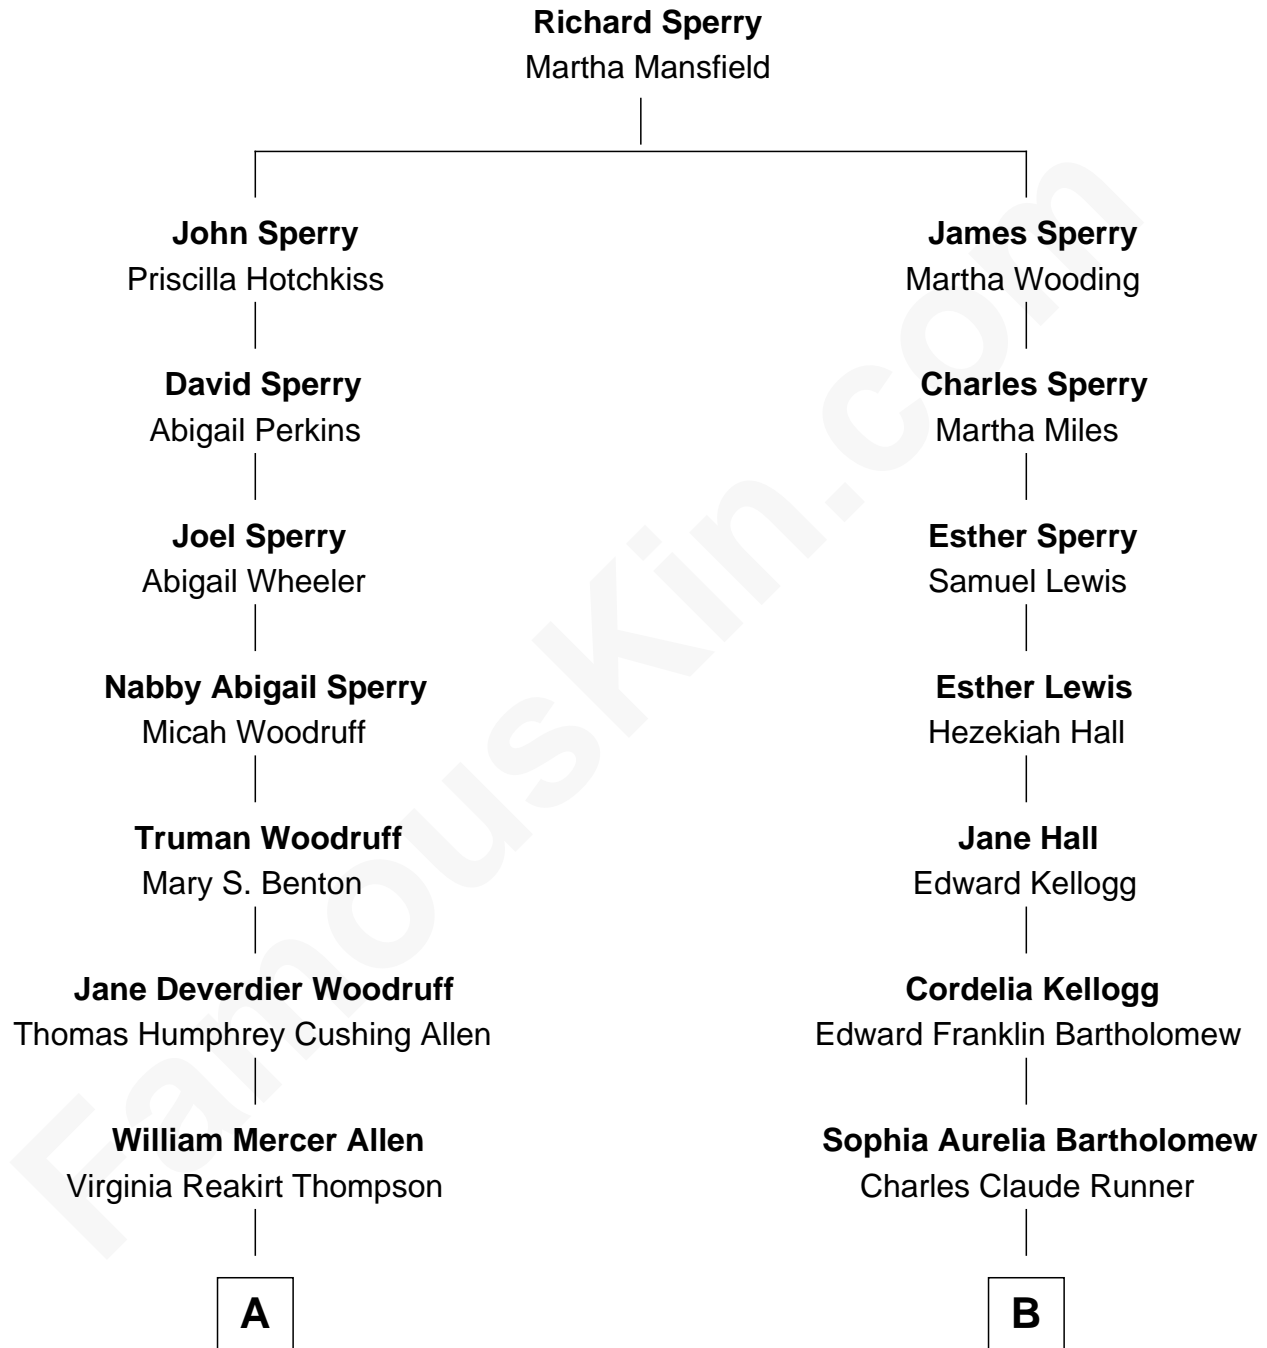 Richard Sperry
Martha Mansfield
John Sperry
Priscilla Hotchkiss
David Sperry
Abigail Perkins
Joel Sperry
Abigail Wheeler
Nabby Abigail Sperry
Micah Woodruff
Truman Woodruff
Mary S. Benton
Jane Deverdier Woodruff
Thomas Humphrey Cushing Allen
William Mercer Allen
Virginia Reakirt Thompson
A
James Sperry
Martha Wooding
Charles Sperry
Martha Miles
Esther Sperry
Samuel Lewis
Esther Lewis
Hezekiah Hall
Jane Hall
Edward Kellogg
Cordelia Kellogg
Edward Franklin Bartholomew
Sophia Aurelia Bartholomew
Charles Claude Runner
B
FamousKin.com